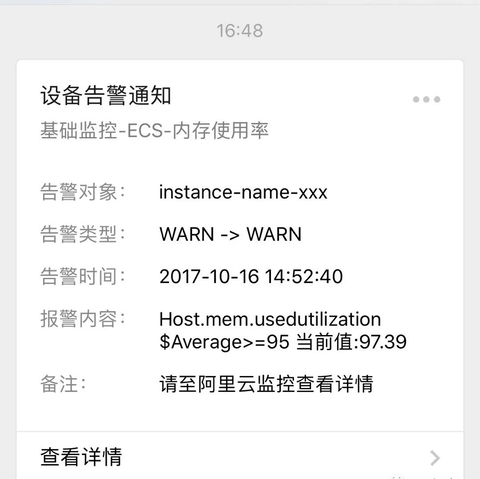 16:48
设备告警通知
基础监控-ECS-内存使用率
告警对象： instance-name-xxx
告警类型： WARN -> WARN
告警时间： 2017-10-16 14:52:40
报警内容： Host.mem.usedutilization
$Average>=95 当前值:97.39
备注： 请至阿里云监控查看详情
查看详情